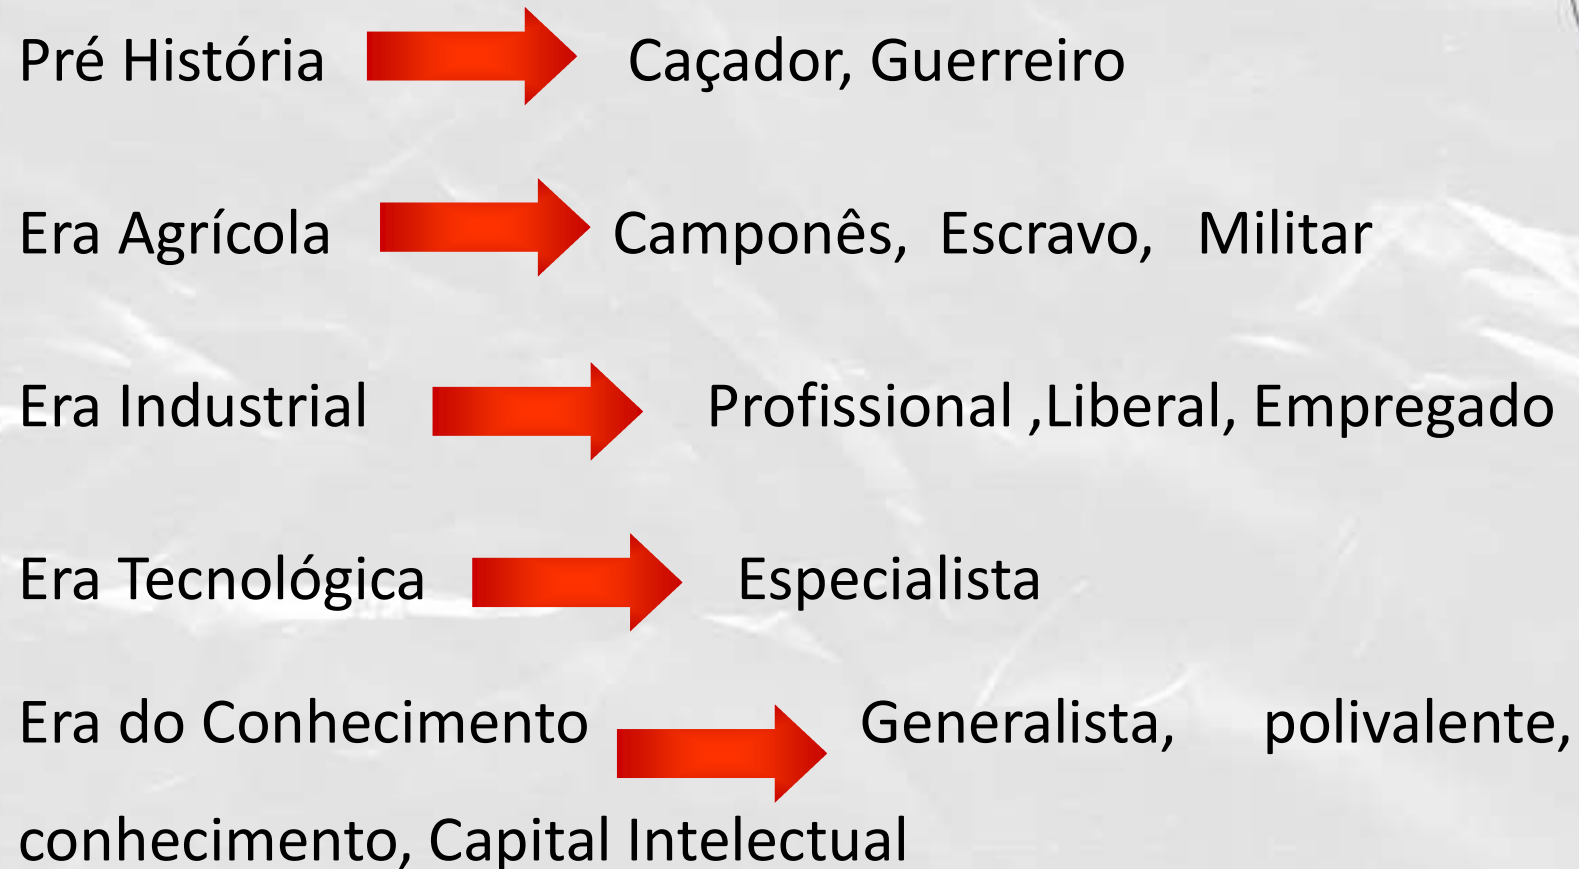 Pré História Caçador, Guerreiro
Era Agrícola Camponês, Escravo, Militar
Era Industrial Profissional ,Liberal, Empregado
Era Tecnológica Especialista
Era do Conhecimento Generalista, polivalente,
conhecimento, Capital Intelectual